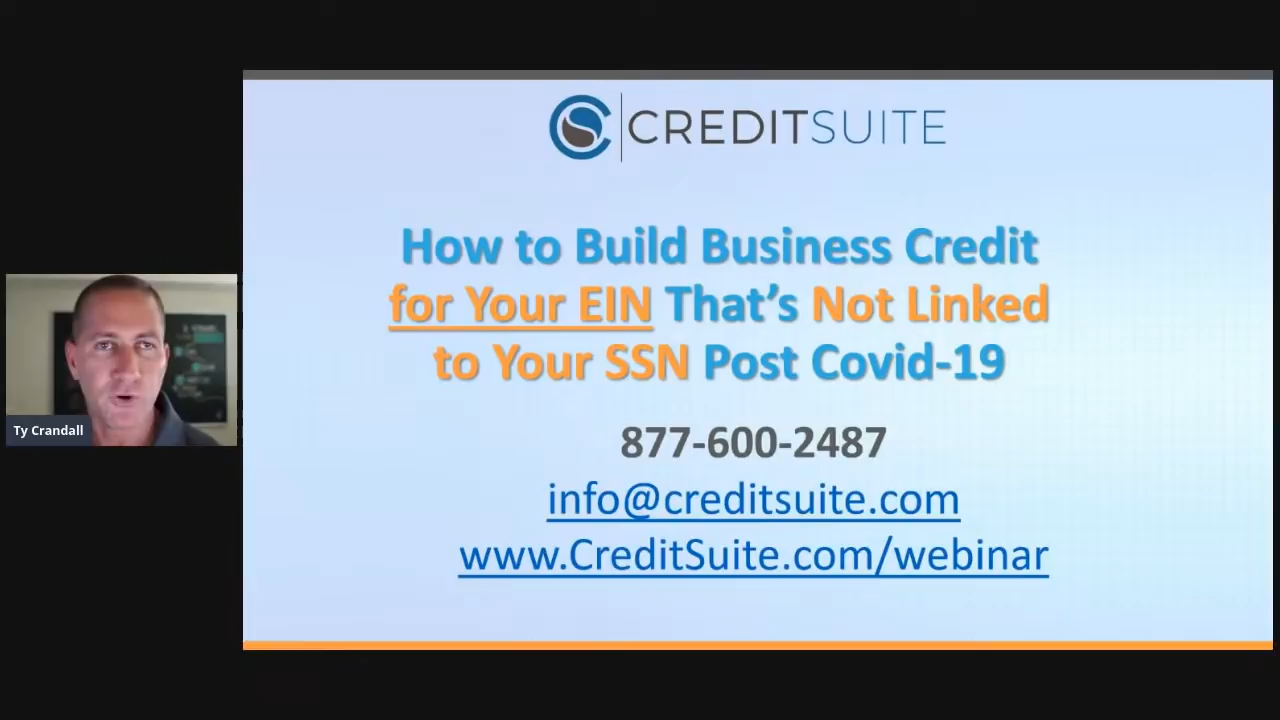 CREDITSUITE
How to Build Business Credit
for Your EIN That's Not Linked
to Your SSN Post Covid-19
877-600-2487
info@creditsuite.com
www.CreditSuite.com/webinar
Ty Crandall